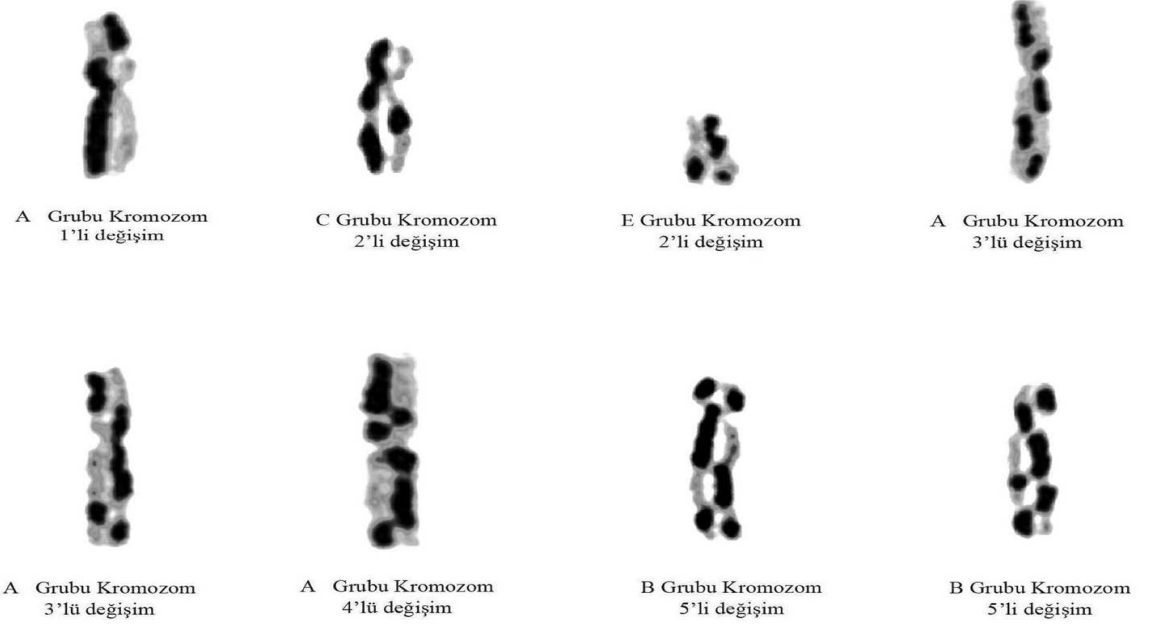 A Grubu Kromozom
1’li değişim
C Grubu Kromozom
2’li değişim
E Grubu Kromozom
2’li değişim
A Grubu Kromozom
3’lü değişim
A Grubu Kromozom
3’lü değişim
A Grubu Kromozom
4’lü değişim
B Grubu Kromozom
5’li değişim
B Grubu Kromozom
5’li değişim